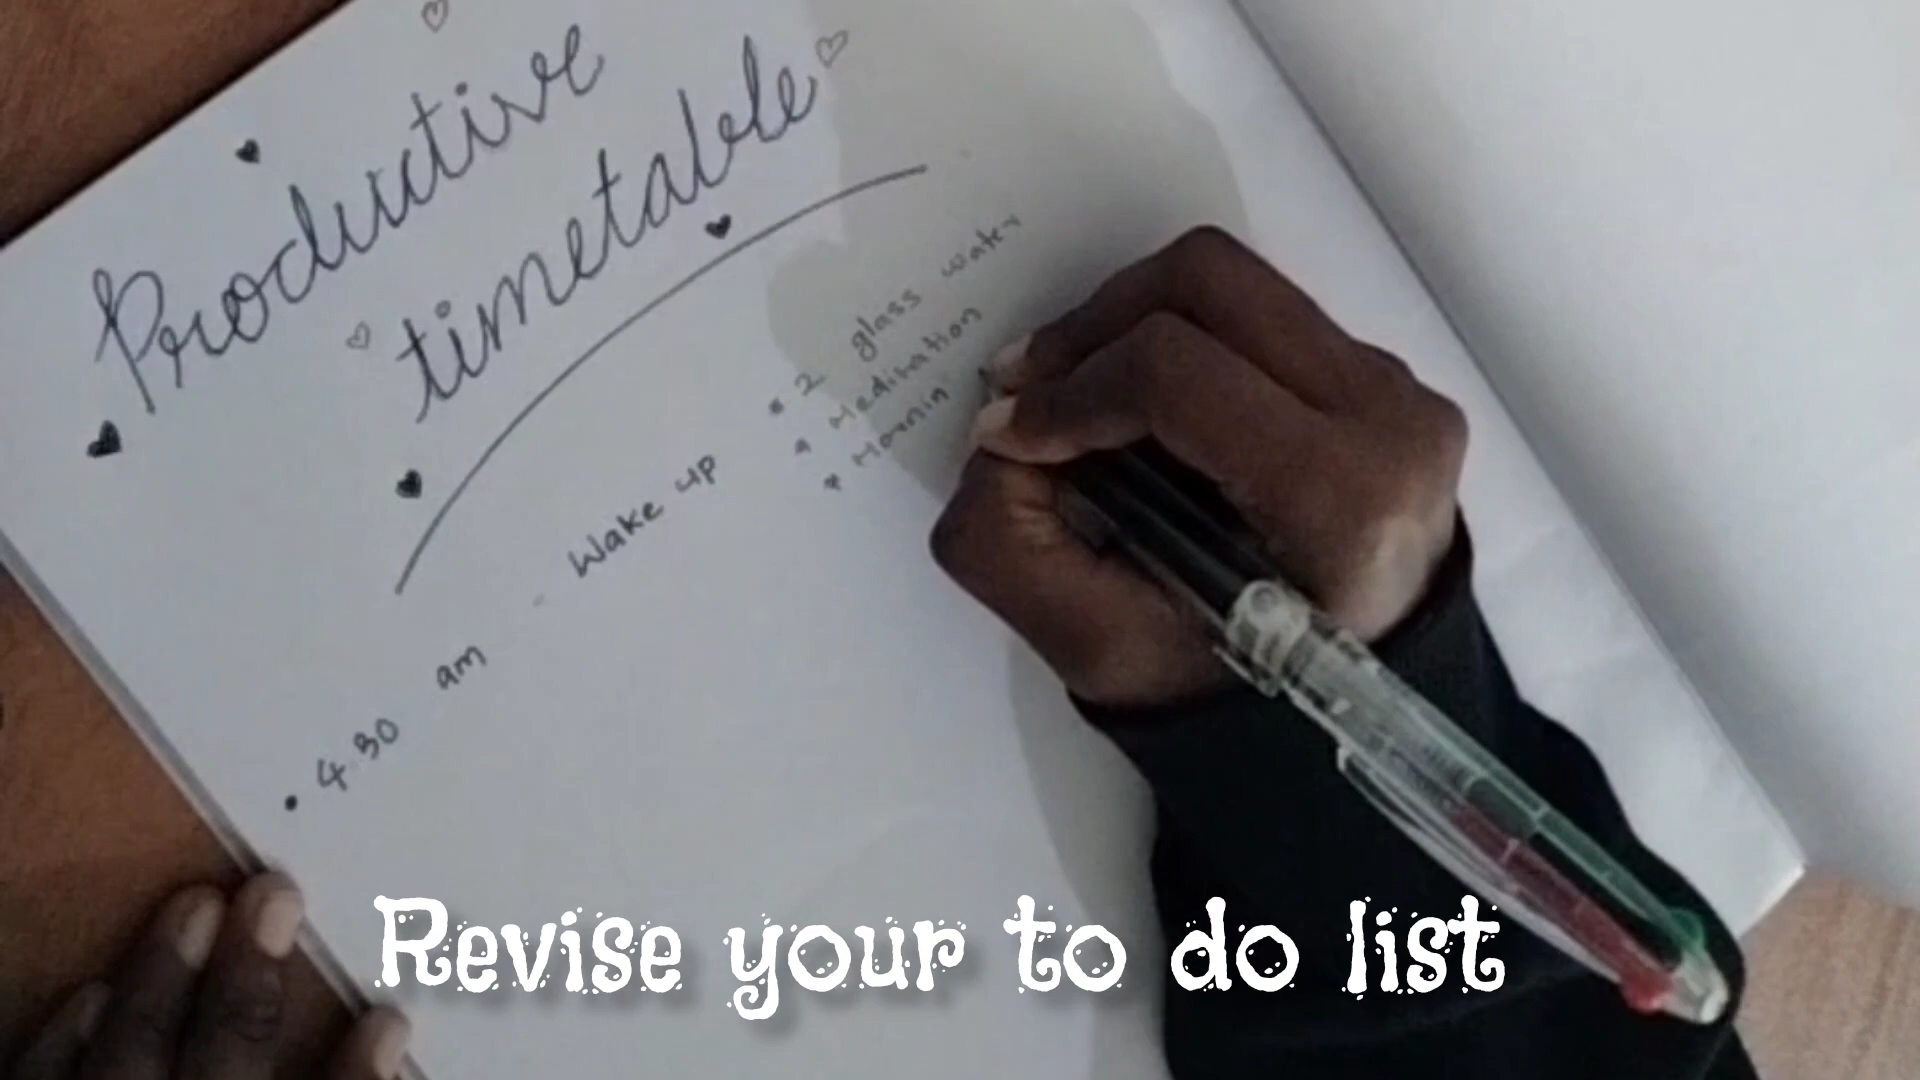 Productive
timetable
• 4:30 am - Wake up
• 2 glass water
• Meditation
• Mornin
Revise your to do list